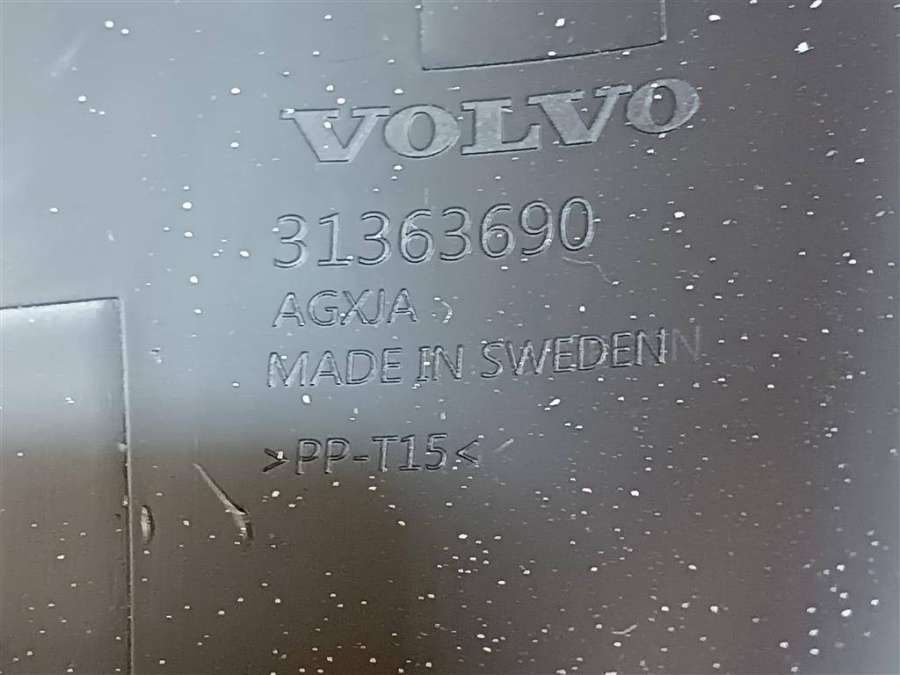 VOLVO
31363690
AGXJA
MADE IN SWEDEN
>PP-T15<